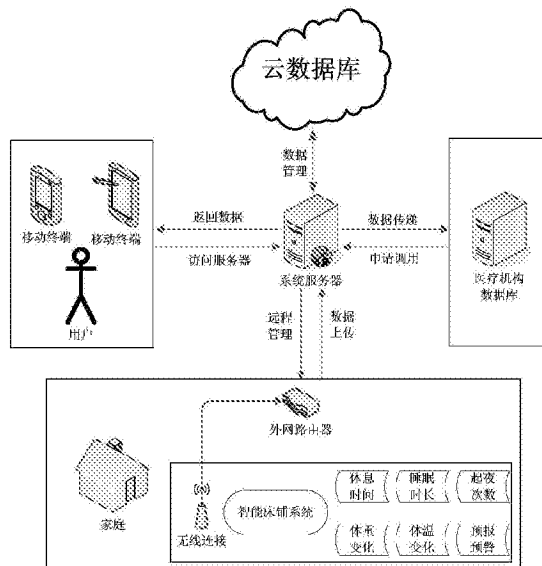 云数据库
数据
管理
移动终端
移动终端
用户
返回数据
访问服务器
系统服务器
数据传递
申请调用
医疗机构
数据库
远程
管理
数据
上传
外网路由器
家庭
无线连接
智能床铺系统
休息
时间
睡眠
时长
起夜
次数
体重
变化
体温
变化
预报
预警